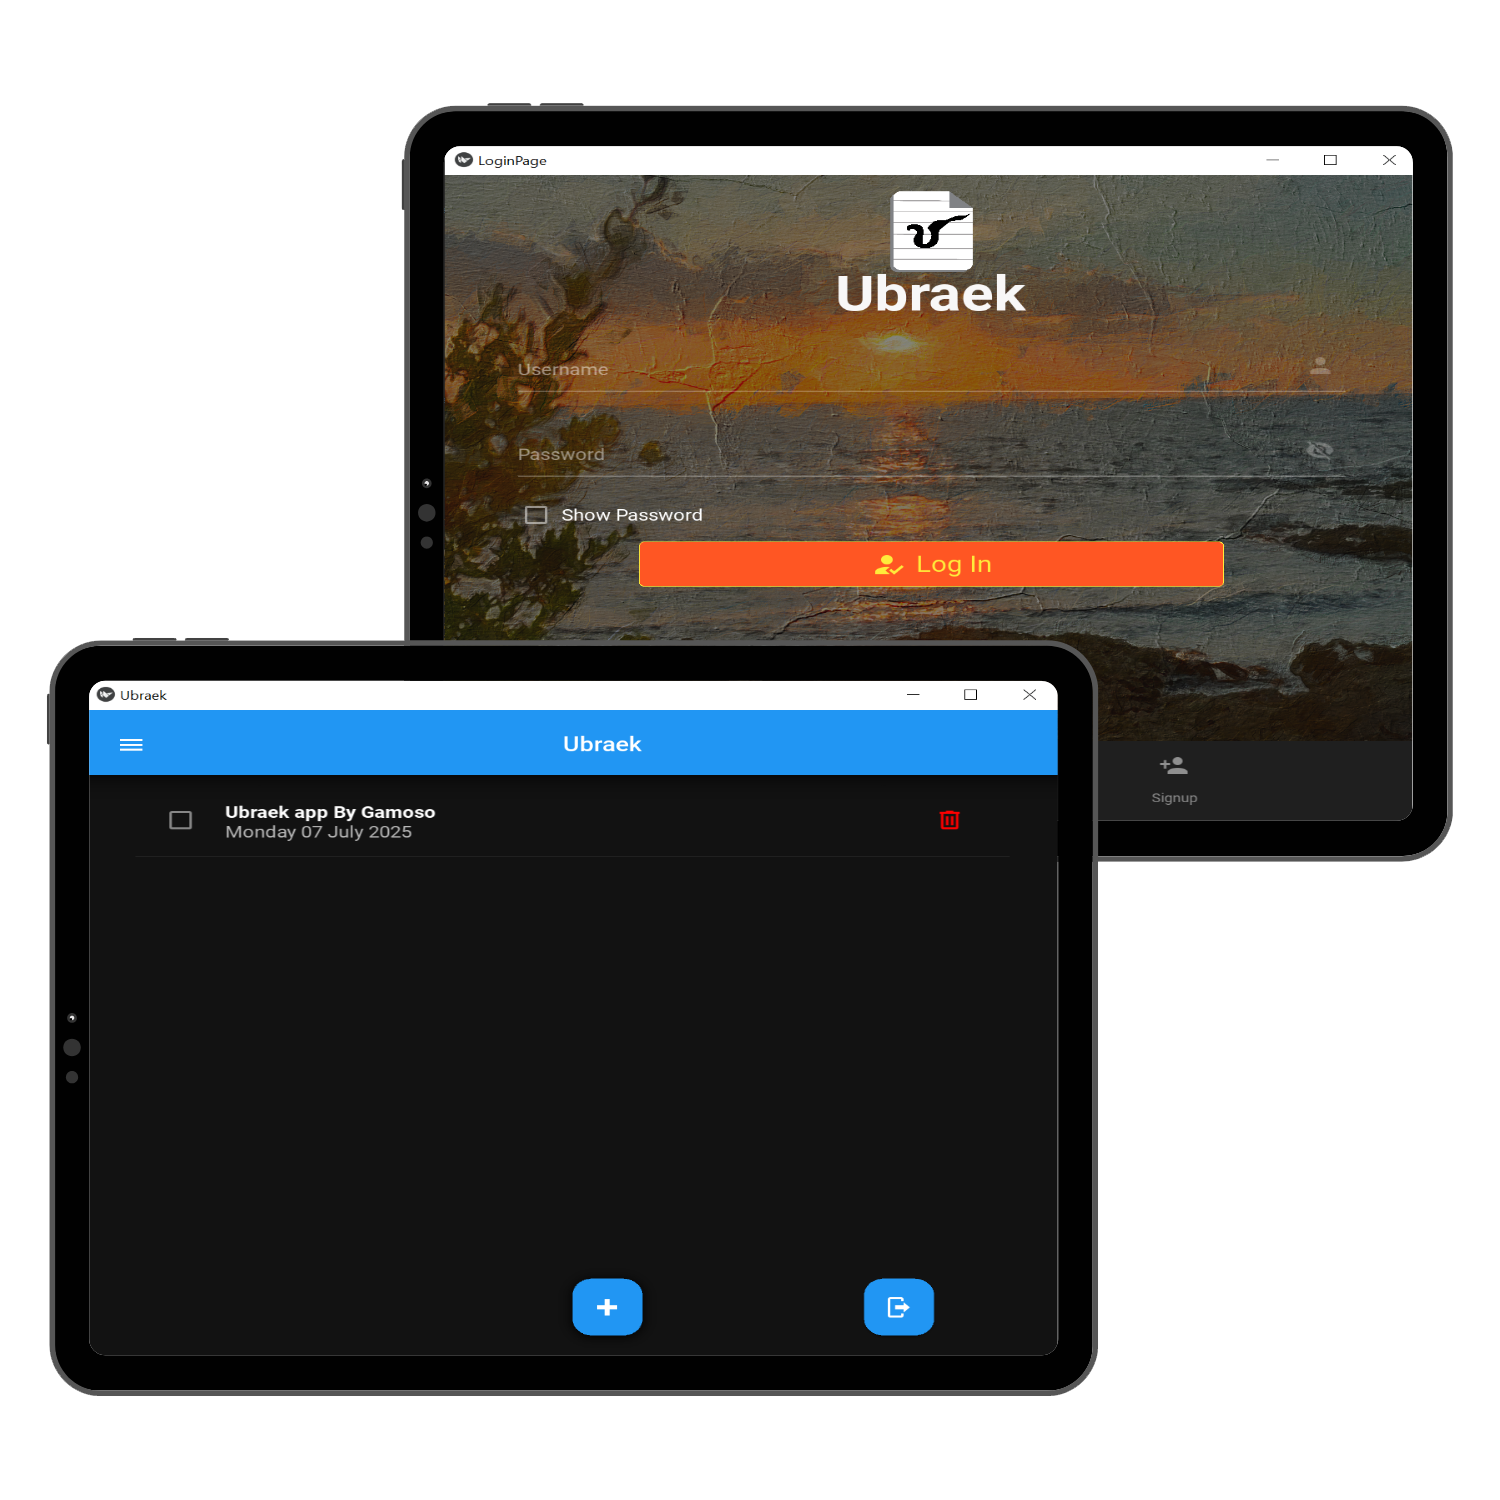 LoginPage
Ubraek
Username
Password
Show Password
Log In
Signup
Ubraek
Ubraek
Ubraek app By Gamoso
Monday 07 July 2025